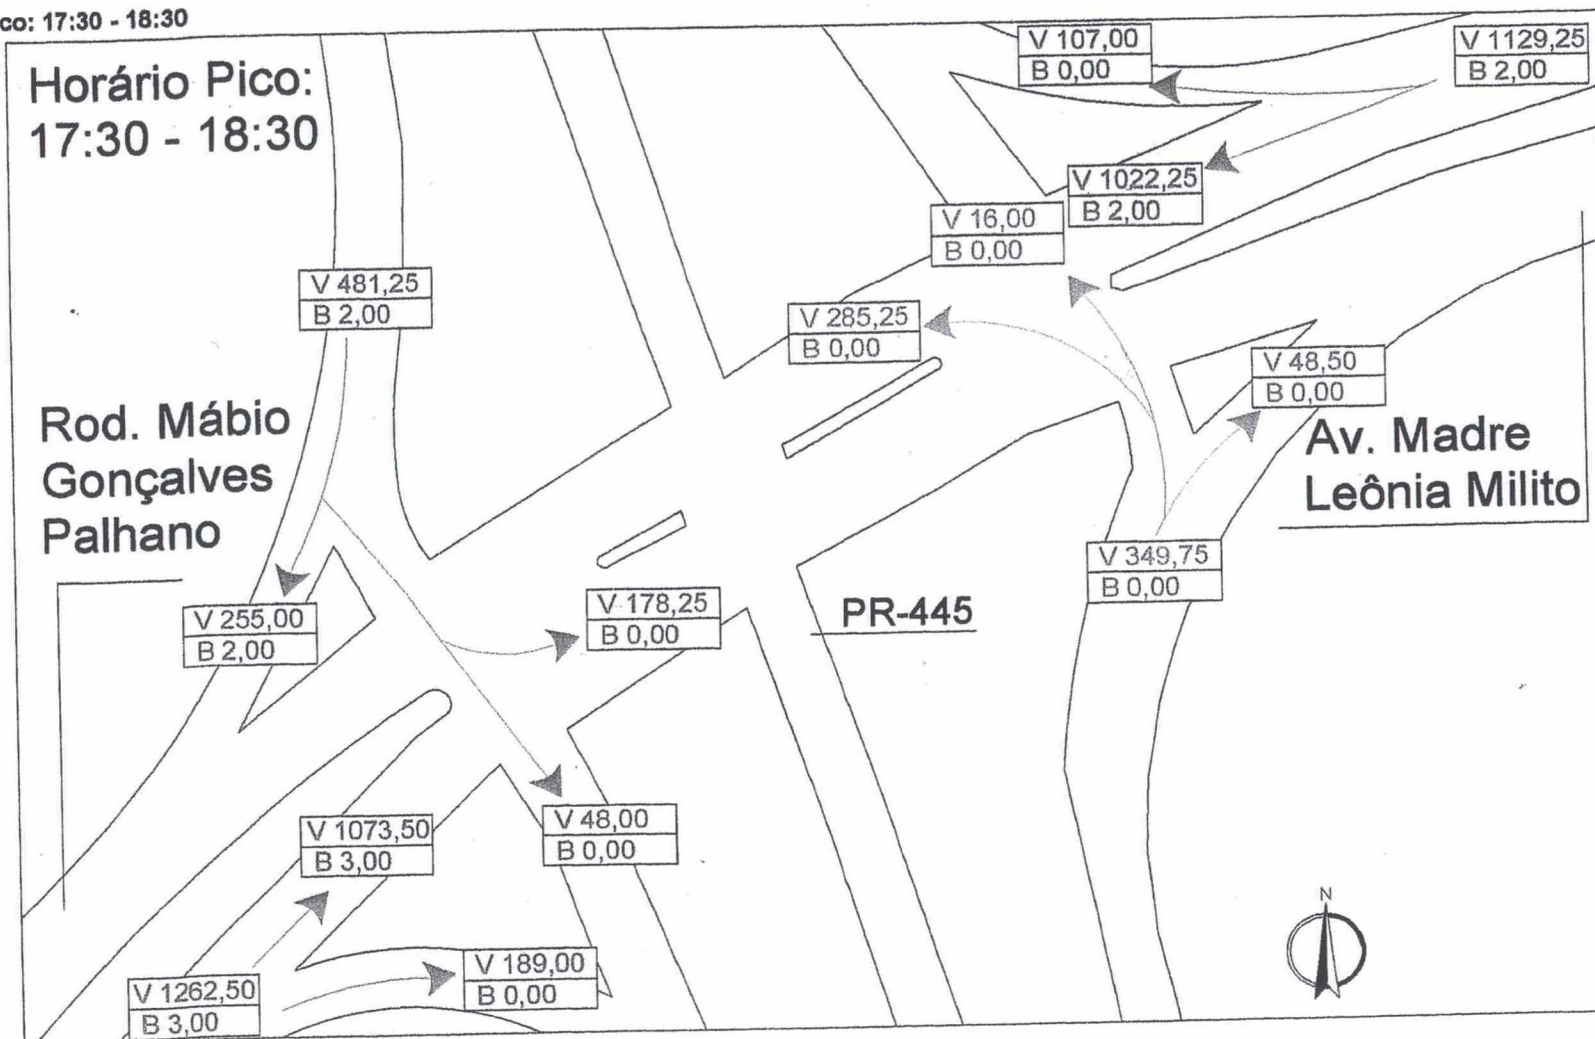 co: 17:30 - 18:30
Horário Pico:
17:30 - 18:30
V 107,00
B 0,00
V 1129,25
B 2,00
V 1022,25
B 2,00
V 16,00
B 0,00
V 481,25
B 2,00
V 285,25
B 0,00
V 48,50
B 0,00
Rod. Mábio
Gonçalves
Palhano
Av. Madre
Leônia Milito
V 349,75
B 0,00
V 255,00
B 2,00
V 178,25
B 0,00
PR-445
V 1073,50
B 3,00
V 48,00
B 0,00
N
V 189,00
B 0,00
V 1262,50
B 3,00